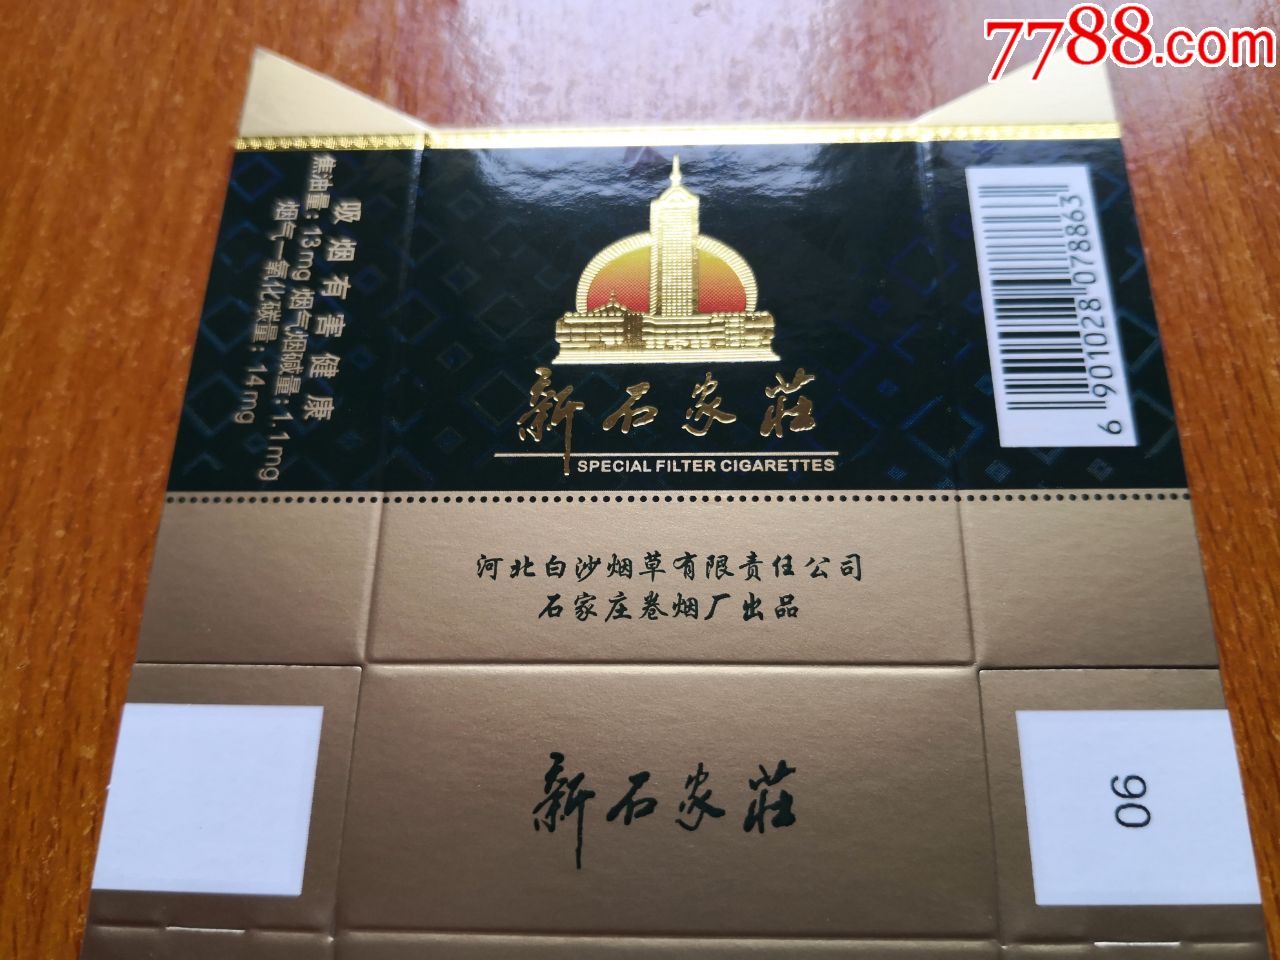 7788.com
吸烟有害健康
焦油量：13mg 烟气烟碱量：1.1mg
烟气一氧化碳量：14mg
新石家莊
SPECIAL FILTER CIGARETTES
6 901028 078863
河北白沙烟草有限责任公司
石家庄卷烟厂出品
新石家莊
06